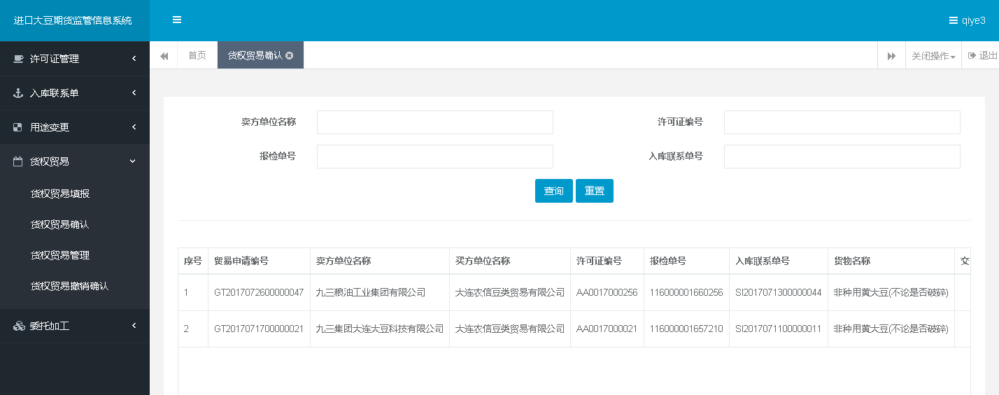 进口大豆期货监管信息系统
qiye3
许可证管理
入库联系单
用途变更
货权贸易
货权贸易填报
货权贸易确认
货权贸易管理
货权贸易撤销确认
委托加工
首页 货权贸易确认 关闭操作 退出
卖方单位名称 许可证编号
报检单号 入库联系单号
查询 重置
序号 贸易申请编号 卖方单位名称 买方单位名称 许可证编号 报检单号 入库联系单号 货物名称 交
1 GT2017072600000047 九三粮油工业集团有限公司 大连农信豆类贸易有限公司 AA0017000256 1160000001660256 SI2017071300000044 非种用黄大豆(不论是否破碎)
2 GT2017071700000021 九三集团大连大豆科技有限公司 大连农信豆类贸易有限公司 AA0017000021 116000001657210 SI2017071100000011 非种用黄大豆(不论是否破碎)